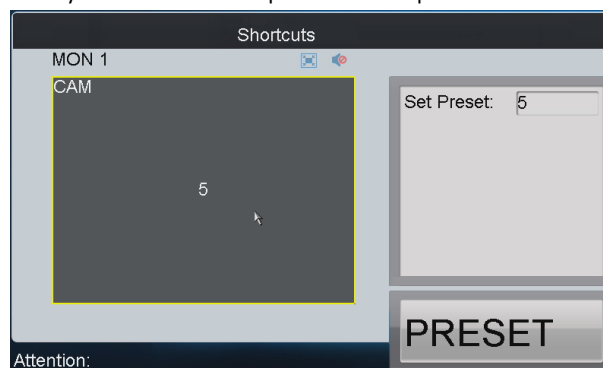 Shortcuts
MON 1
CAM
5
Set Preset: 5
PRESET
Attention: